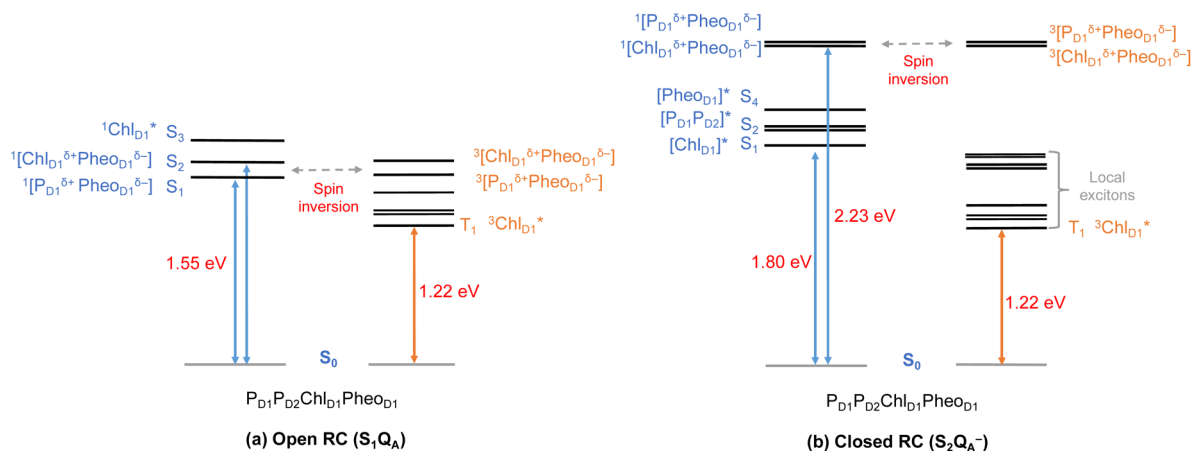 ¹Chl_D1* S₃
¹[Chl_D1^δ+Pheo_D1^δ−] S₂
¹[P_D1^δ+ Pheo_D1^δ−] S₁
Spin
inversion
³[Chl_D1^δ+Pheo_D1^δ−]
³[P_D1^δ+Pheo_D1^δ−]
T₁ ³Chl_D1*
1.55 eV
1.22 eV
S₀
P_D1P_D2Chl_D1Pheo_D1
(a) Open RC (S₁Q_A)
¹[P_D1^δ+Pheo_D1^δ−]
¹[Chl_D1^δ+Pheo_D1^δ−]
Spin
inversion
³[P_D1^δ+Pheo_D1^δ−]
³[Chl_D1^δ+Pheo_D1^δ−]
[Pheo_D1]* S₄
[P_D1P_D2]* S₂
[Chl_D1]* S₁
Local
excitons
T₁ ³Chl_D1*
2.23 eV
1.80 eV
1.22 eV
S₀
P_D1P_D2Chl_D1Pheo_D1
(b) Closed RC (S₂Q_A⁻)